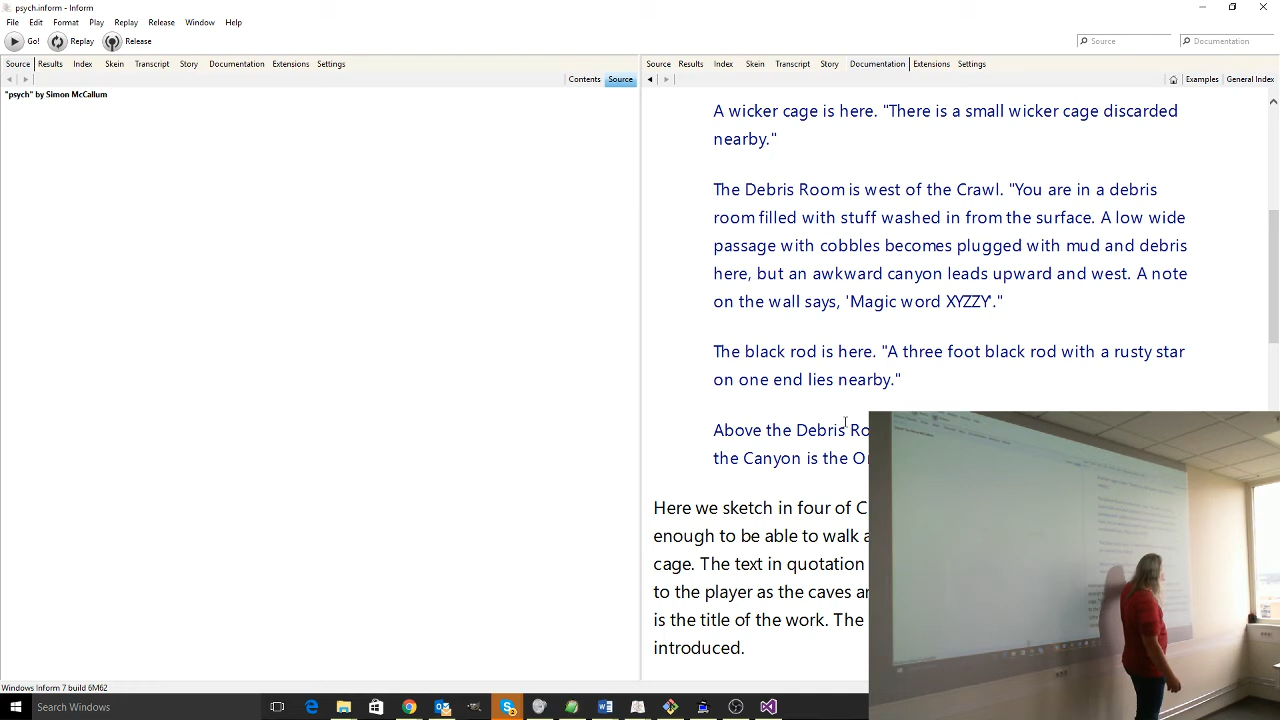 psych.inform - Inform
File Edit Format Play Replay Release Window Help
Go! Replay Release Source Documentation
Source Results Index Skein Transcript Story Documentation Extensions Settings Source Results Index Skein Transcript Story Documentation Extensions Settings
Contents Source Examples General Index
"psych" by Simon McCallum
A wicker cage is here. "There is a small wicker cage discarded
nearby."
The Debris Room is west of the Crawl. "You are in a debris
room filled with stuff washed in from the surface. A low wide
passage with cobbles becomes plugged with mud and debris
here, but an awkward canyon leads upward and west. A note
on the wall says, 'Magic word XYZZY'."
The black rod is here. "A three foot black rod with a rusty star
on one end lies nearby."
Above the Debris
the Canyon is the
Here we sketch in four of
enough to be able to walk
cage. The text in quotation
to the player as the caves
is the title of the work. The
introduced.
Windows Inform 7 build 6M62
Search Windows